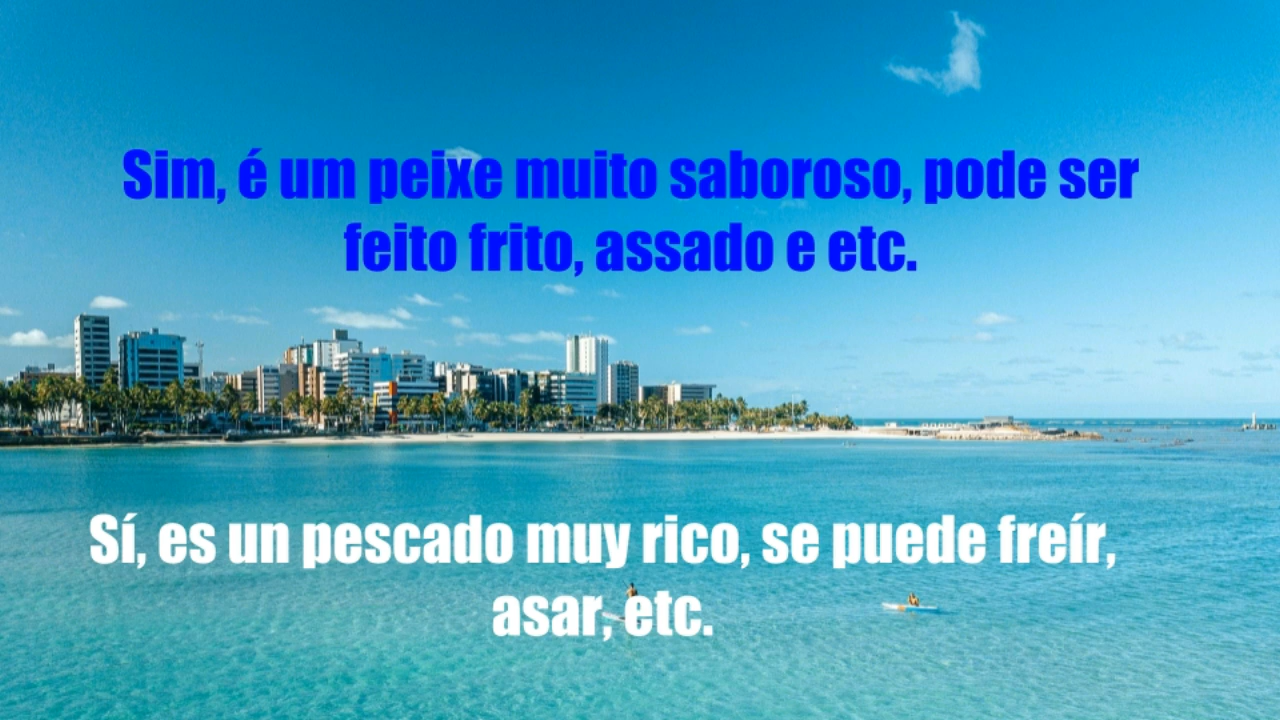 Sim, é um peixe muito saboroso, pode ser
feito frito, assado e etc.
Sí, es un pescado muy rico, se puede freír,
asar, etc.